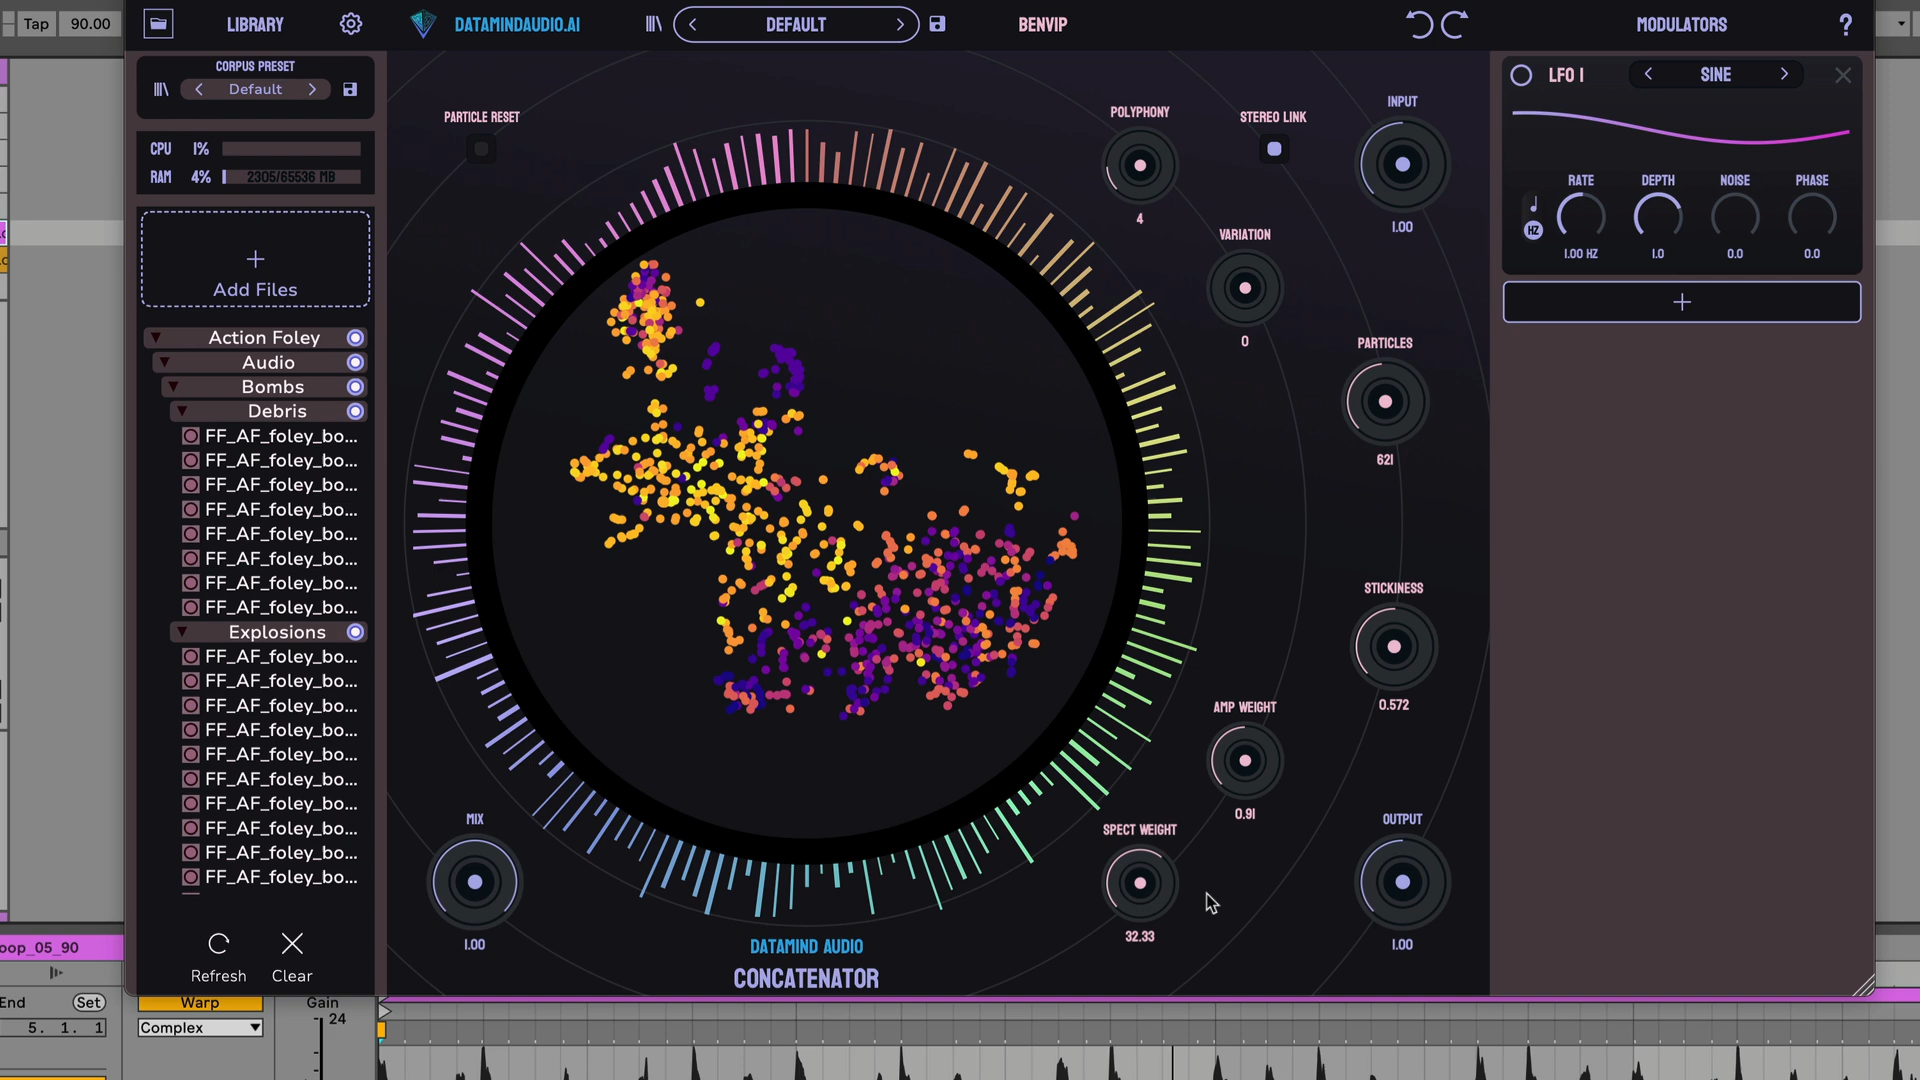 Tap
90.00
LIBRARY
DATAMINDAUDIO.AI
DEFAULT
BENVIP
MODULATORS
?
CORPUS PRESET
Default
CPU 1%
RAM 4% 2305/65536 MB
Add Files
Action Foley
Audio
Bombs
Debris
FF_AF_foley_bo...
FF_AF_foley_bo...
FF_AF_foley_bo...
FF_AF_foley_bo...
FF_AF_foley_bo...
FF_AF_foley_bo...
FF_AF_foley_bo...
FF_AF_foley_bo...
Explosions
FF_AF_foley_bo...
FF_AF_foley_bo...
FF_AF_foley_bo...
FF_AF_foley_bo...
FF_AF_foley_bo...
FF_AF_foley_bo...
FF_AF_foley_bo...
FF_AF_foley_bo...
FF_AF_foley_bo...
FF_AF_foley_bo...
Refresh
Clear
PARTICLE RESET
POLYPHONY
4
STEREO LINK
INPUT
1.00
VARIATION
0
PARTICLES
621
STICKINESS
0.572
AMP WEIGHT
0.91
SPECT WEIGHT
32.33
OUTPUT
1.00
MIX
1.00
DATAMIND AUDIO
CONCATENATOR
LFO 1
SINE
RATE
DEPTH
NOISE
PHASE
HZ
1.00 HZ
1.0
0.0
0.0
oop_05_90
End
Set
5. 1. 1
Warp
Complex
Gain
24